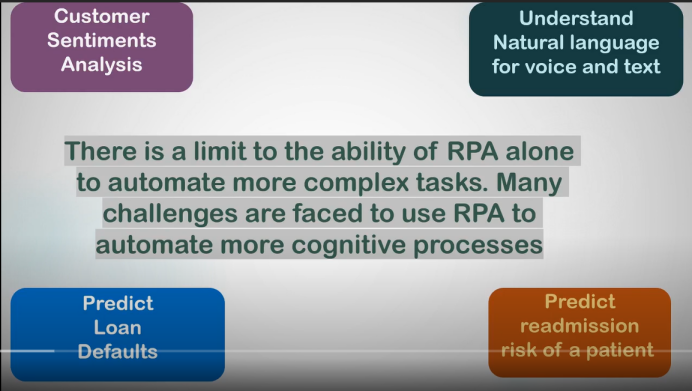 Customer
Sentiments
Analysis
Understand
Natural language
for voice and text
There is a limit to the ability of RPA alone
to automate more complex tasks. Many
challenges are faced to use RPA to
automate more cognitive processes
Predict
Loan
Defaults
Predict
readmission
risk of a patient